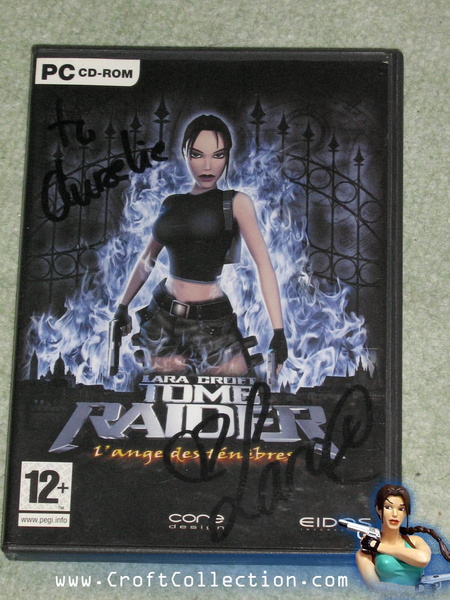 PC CD-ROM
to
Aurelie
LARA CROFT
TOMB
RAIDER
L'ange des ténèbres
12+
www.pegi.info
core
design
EIDOS
www.CroftCollection.com